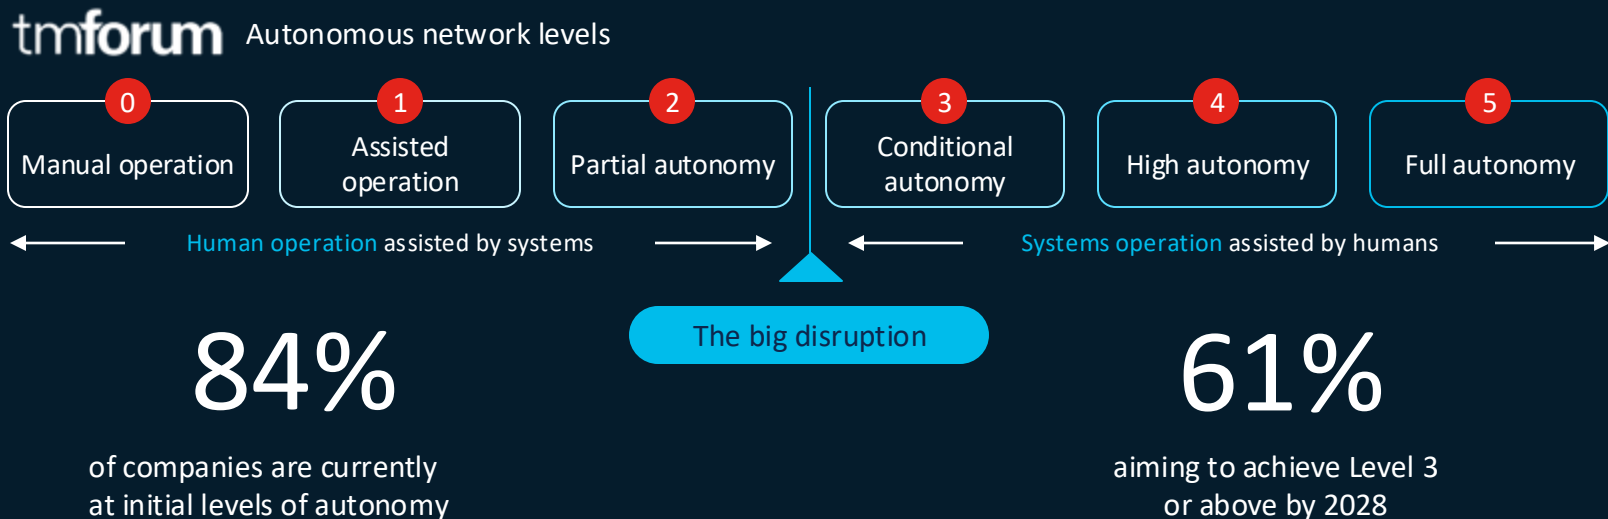 tmforum Autonomous network levels
0 1 2 3 4 5
Manual operation
Assisted
operation
Partial autonomy
Conditional
autonomy
High autonomy
Full autonomy
Human operation assisted by systems
Systems operation assisted by humans
The big disruption
84%
of companies are currently
at initial levels of autonomy
61%
aiming to achieve Level 3
or above by 2028